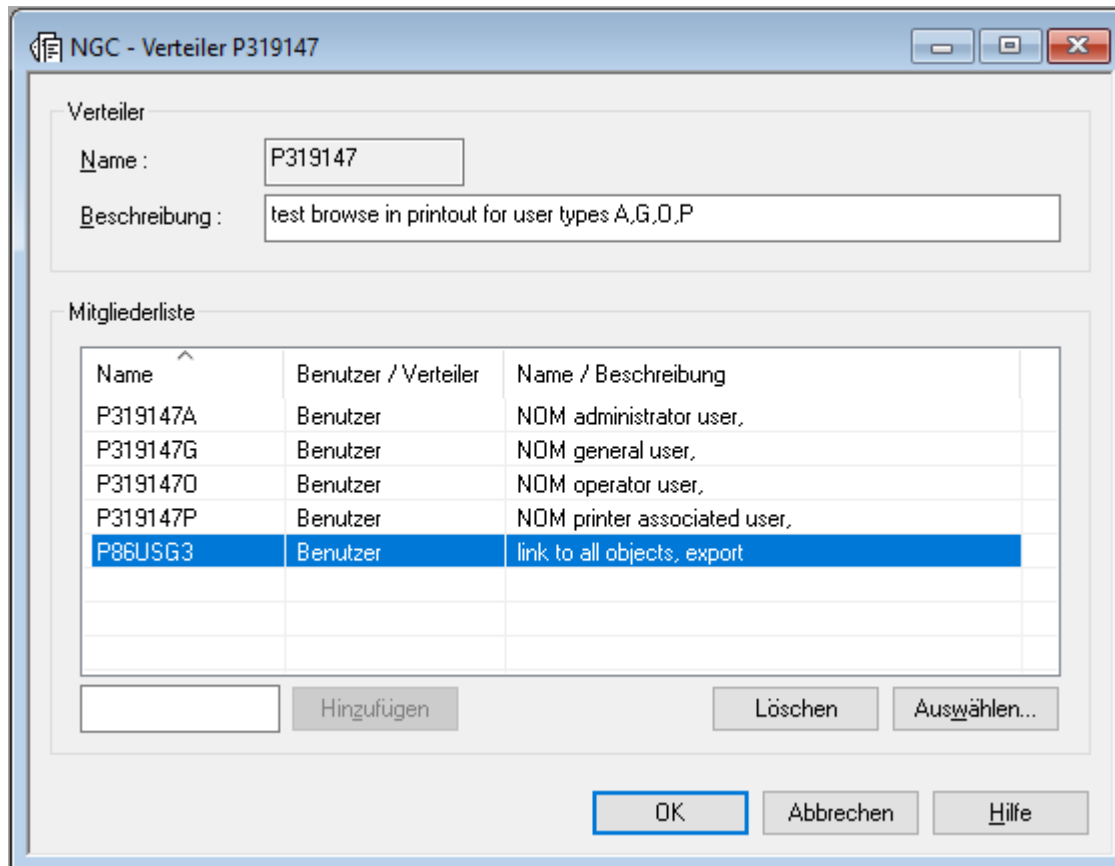 NGC - Verteiler P319147
Verteiler
Name : P319147
Beschreibung : test browse in printout for user types A,G,O,P
Mitgliederliste
Name Benutzer / Verteiler Name / Beschreibung
P319147A Benutzer NOM administrator user,
P319147G Benutzer NOM general user,
P319147O Benutzer NOM operator user,
P319147P Benutzer NOM printer associated user,
P86USG3 Benutzer link to all objects, export
Hinzufügen Löschen Auswählen...
OK Abbrechen Hilfe